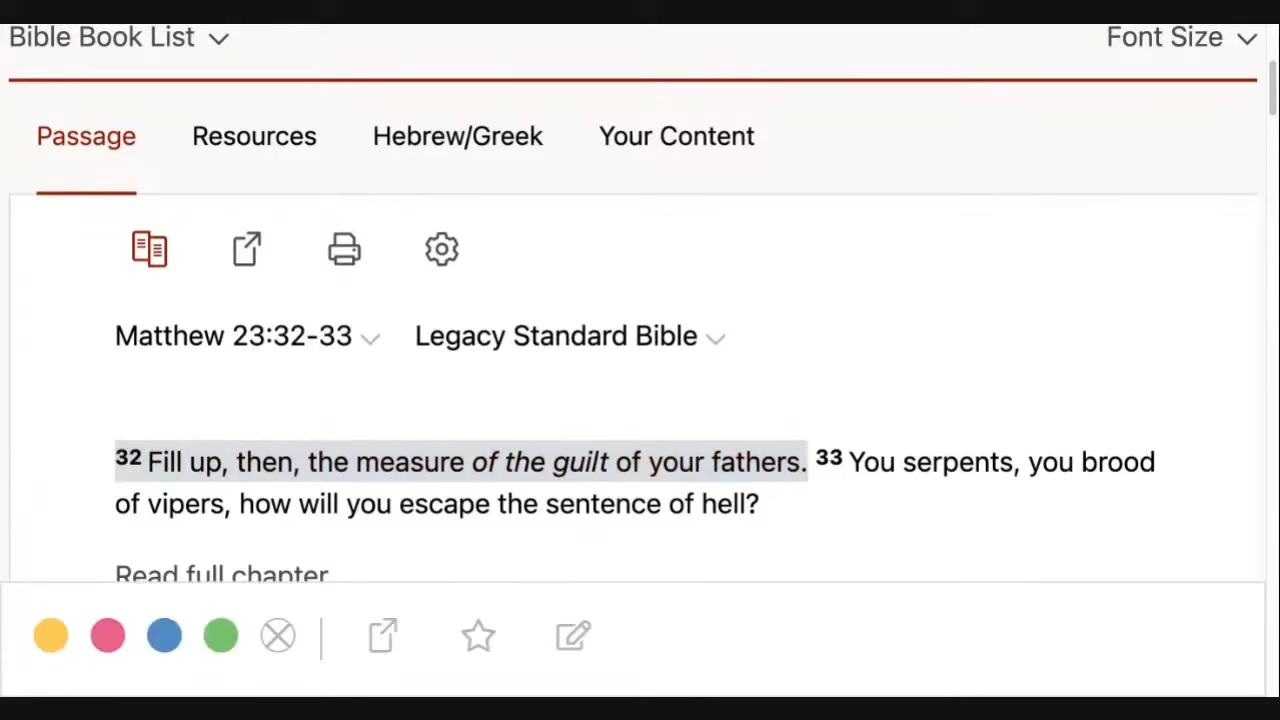 Bible Book List
Font Size
Passage
Resources
Hebrew/Greek
Your Content
Matthew 23:32-33
Legacy Standard Bible
32 Fill up, then, the measure of the guilt of your fathers. 33 You serpents, you brood
of vipers, how will you escape the sentence of hell?
Read full chapter